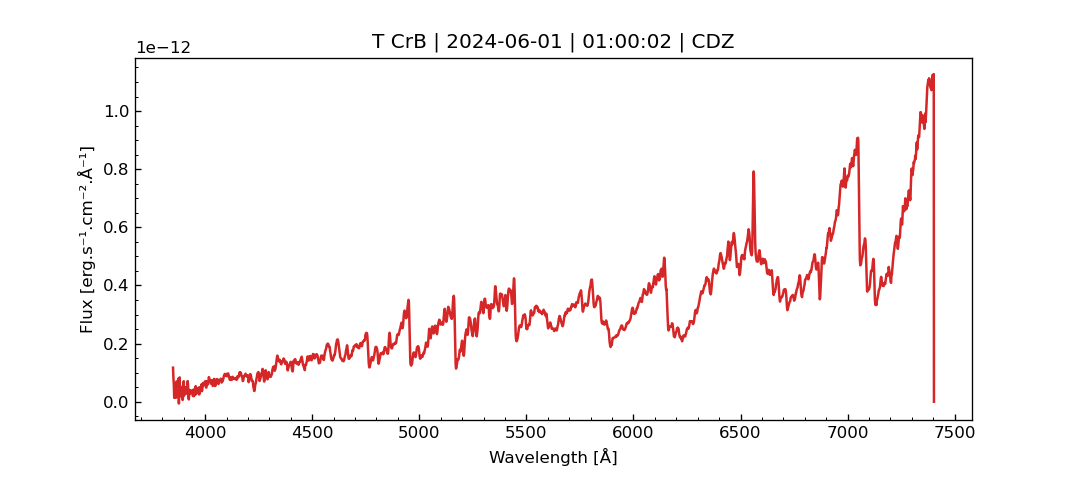 T CrB | 2024-06-01 | 01:00:02 | CDZ
1e−12
1.0
0.8
0.6
0.4
0.2
0.0
Flux [erg.s⁻¹.cm⁻².Å⁻¹]
4000 4500 5000 5500 6000 6500 7000 7500
Wavelength [Å]